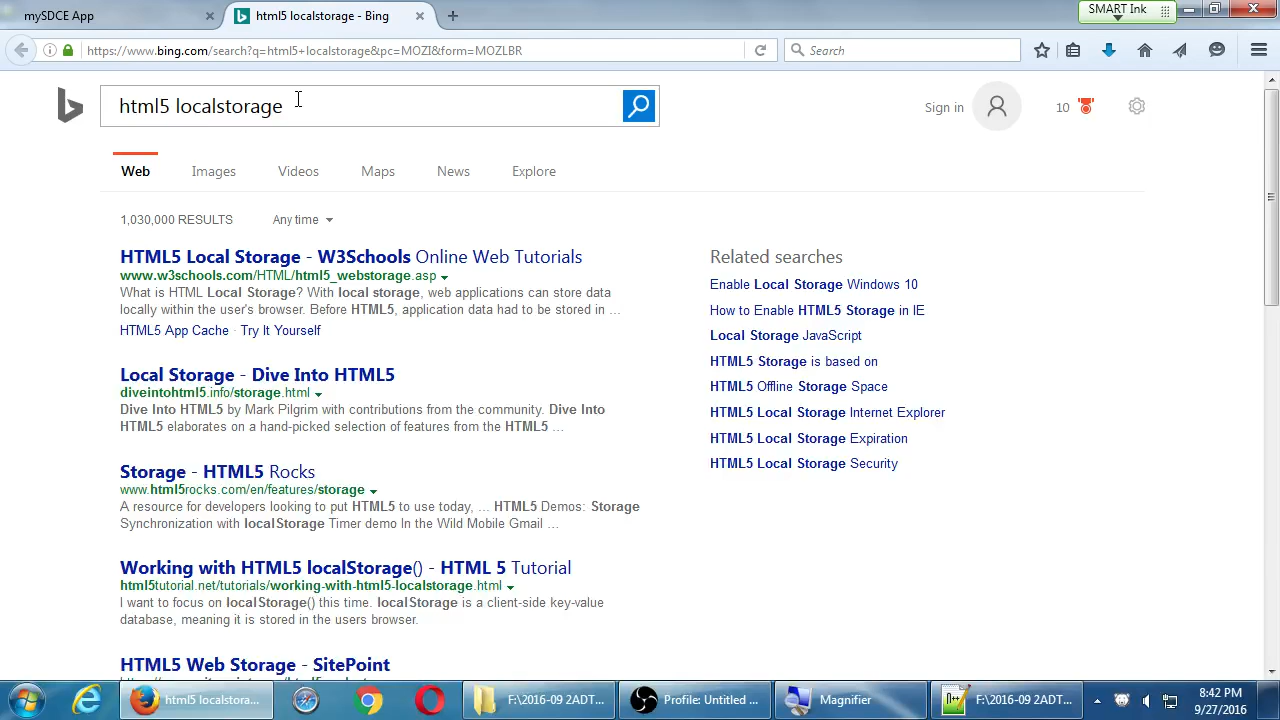 mySDCE App
html5 localstorage - Bing
SMART Ink
https://www.bing.com/search?q=html5+localstorage&pc=MOZI&form=MOZLBR
Search
html5 localstorage
Sign in
10
Web
Images
Videos
Maps
News
Explore
1,030,000 RESULTS
Any time
HTML5 Local Storage - W3Schools Online Web Tutorials
www.w3schools.com/HTML/html5_webstorage.asp
What is HTML Local Storage? With local storage, web applications can store data
locally within the user's browser. Before HTML5, application data had to be stored in ...
HTML5 App Cache · Try It Yourself
Local Storage - Dive Into HTML5
diveintohtml5.info/storage.html
Dive Into HTML5 by Mark Pilgrim with contributions from the community. Dive Into
HTML5 elaborates on a hand-picked selection of features from the HTML5 ...
Storage - HTML5 Rocks
www.html5rocks.com/en/features/storage
A resource for developers looking to put HTML5 to use today, ... HTML5 Demos: Storage
Synchronization with localStorage Timer demo In the Wild Mobile Gmail ...
Working with HTML5 localStorage() - HTML 5 Tutorial
html5tutorial.net/tutorials/working-with-html5-localstorage.html
I want to focus on localStorage() this time. localStorage is a client-side key-value
database, meaning it is stored in the users browser.
HTML5 Web Storage - SitePoint
Related searches
Enable Local Storage Windows 10
How to Enable HTML5 Storage in IE
Local Storage JavaScript
HTML5 Storage is based on
HTML5 Offline Storage Space
HTML5 Local Storage Internet Explorer
HTML5 Local Storage Expiration
HTML5 Local Storage Security
html5 localstora...
F:\2016-09 2ADT...
Profile: Untitled ...
Magnifier
F:\2016-09 2ADT...
8:42 PM
9/27/2016